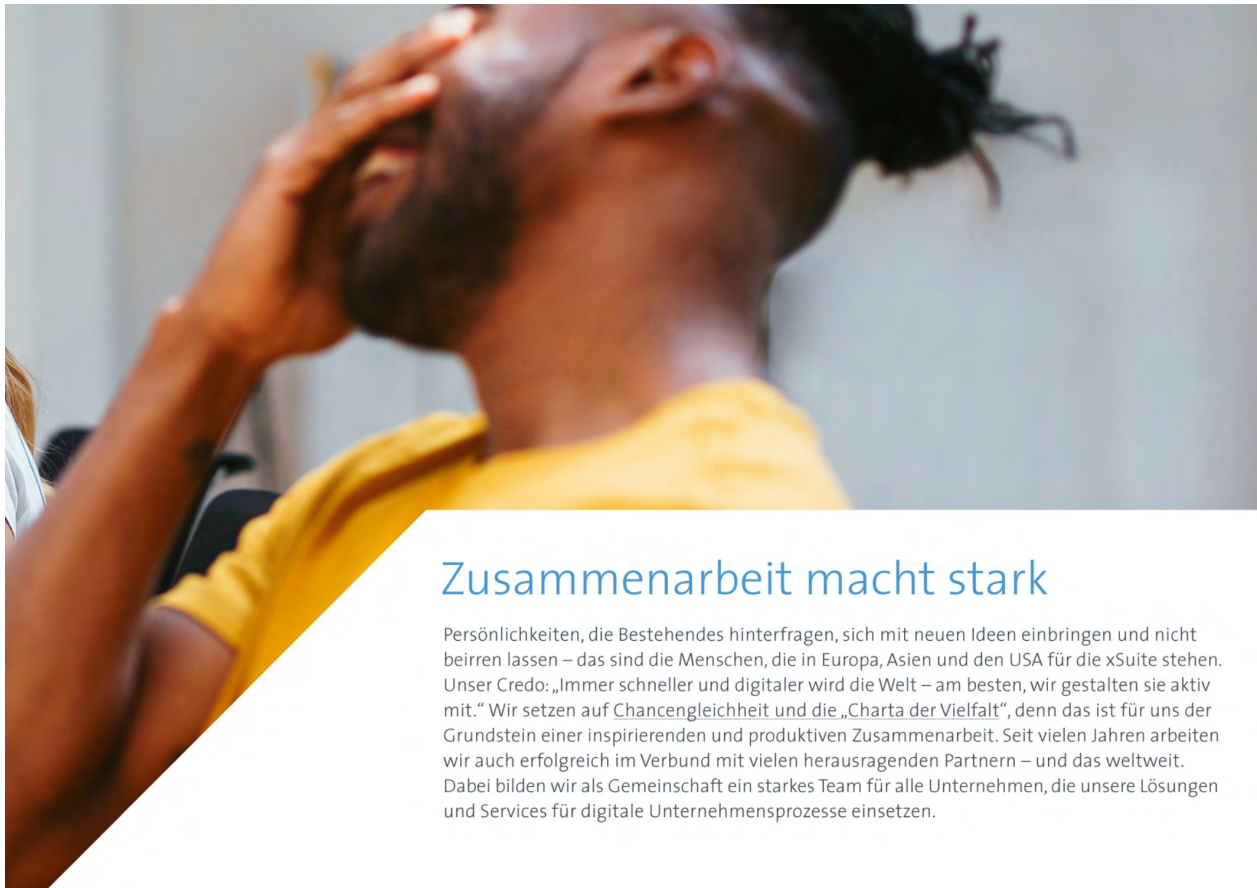 Zusammenarbeit macht stark
Persönlichkeiten, die Bestehendes hinterfragen, sich mit neuen Ideen einbringen und nicht
beirren lassen – das sind die Menschen, die in Europa, Asien und den USA für die xSuite stehen.
Unser Credo: „Immer schneller und digitaler wird die Welt – am besten, wir gestalten sie aktiv
mit.“ Wir setzen auf Chancengleichheit und die „Charta der Vielfalt“, denn das ist für uns der
Grundstein einer inspirierenden und produktiven Zusammenarbeit. Seit vielen Jahren arbeiten
wir auch erfolgreich im Verbund mit vielen herausragenden Partnern – und das weltweit.
Dabei bilden wir als Gemeinschaft ein starkes Team für alle Unternehmen, die unsere Lösungen
und Services für digitale Unternehmensprozesse einsetzen.